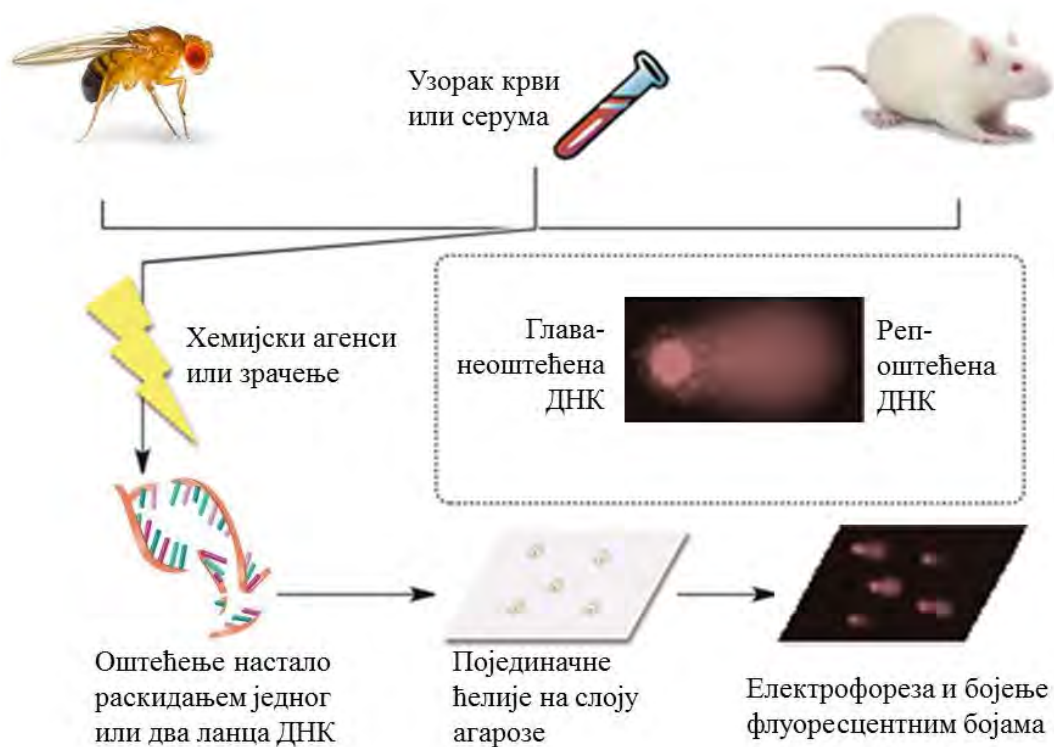 Узорак крви
или серума
Хемијски агенси
или зрачење
Глава-
неоштећена
ДНК
Реп-
оштећена
ДНК
Оштећење настало
раскидањем једног
или два ланца ДНК
Појединачне
ћелије на слоју
агарозе
Електрофореза и бојење
флуоресцентним бојама